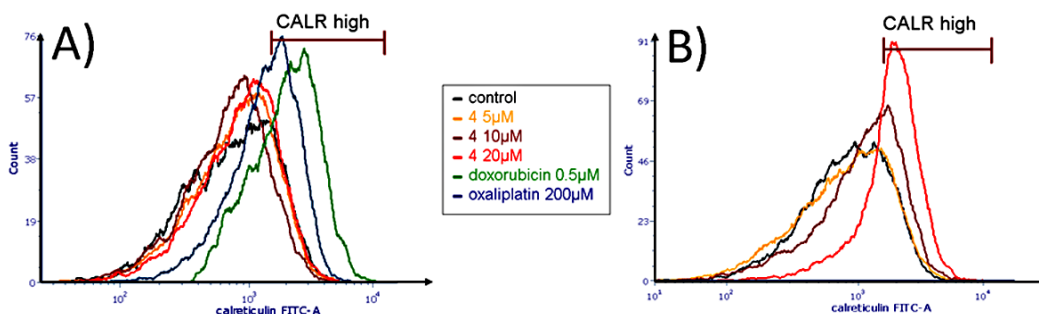 A)
CALR high
76
57
38
19
0
Count
10²
10³
10⁴
calreticulin FITC-A
control
4 5µM
4 10µM
4 20µM
doxorubicin 0.5µM
oxaliplatin 200µM
B)
CALR high
91
69
46
23
0
Count
10¹
10²
10³
10⁴
calreticulin FITC-A